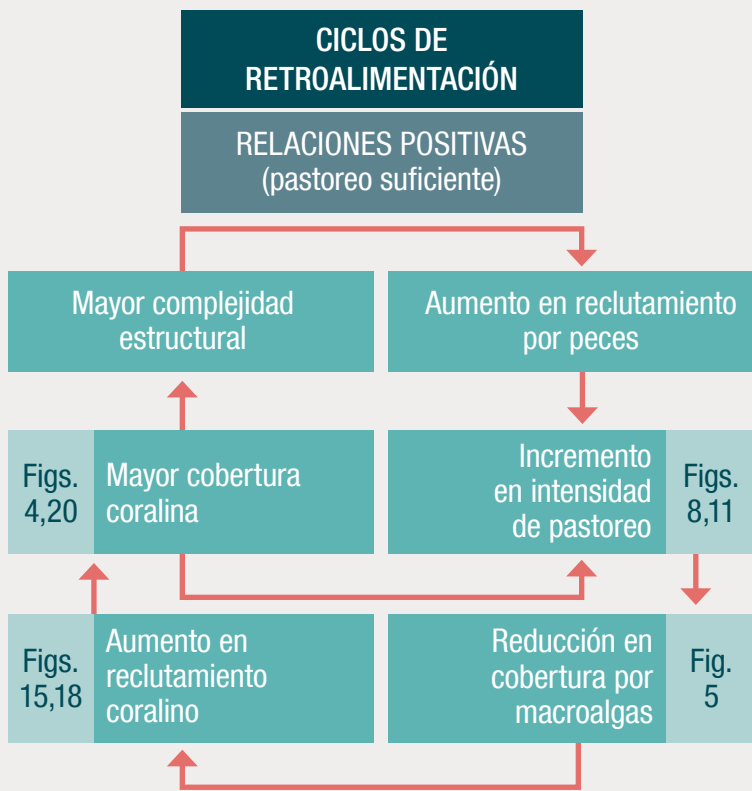 CICLOS DE
RETROALIMENTACIÓN
RELACIONES POSITIVAS
(pastoreo suficiente)
Mayor complejidad
estructural
Aumento en reclutamiento
por peces
Figs.
4,20
Mayor cobertura
coralina
Incremento
en intensidad
de pastoreo
Figs.
8,11
Figs.
15,18
Aumento en
reclutamiento
coralino
Reducción en
cobertura por
macroalgas
Fig.
5